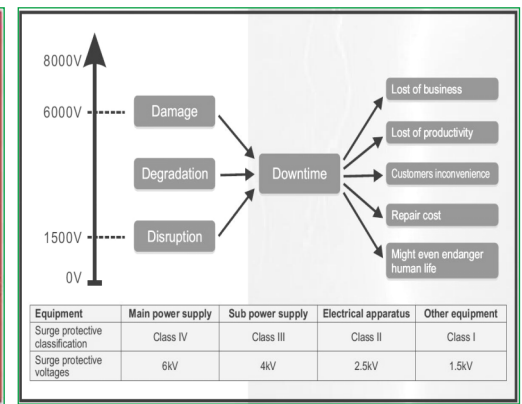 8000V
6000V
1500V
0V
Damage
Degradation
Disruption
Downtime
Lost of business
Lost of productivity
Customers inconvenience
Repair cost
Might even endanger
human life
Equipment Main power supply Sub power supply Electrical apparatus Other equipment
Surge protective
classification Class IV Class III Class II Class I
Surge protective
voltages 6kV 4kV 2.5kV 1.5kV